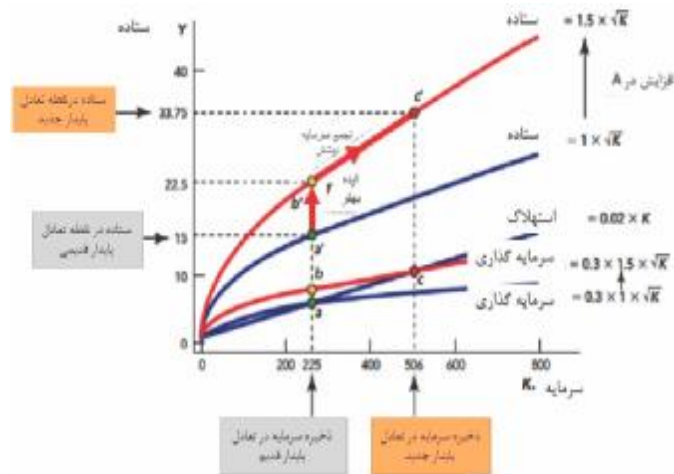 ستاده
Y
= 1.5 × √K
40
افزایش در A
ستاده در نقطه تعادل
پایدار جدید
33.75
c'
تجمع سرمایه
ستاده
= 1 × √K
22.5
b'
ستاده در نقطه تعادل
پایدار قدیمی
15
a'
استهلاک
= 0.02 × K
سرمایه گذاری
= 0.3 × 1.5 × √K
10
b
c
سرمایه گذاری
= 0.3 × 1 × √K
a
0
0
200
225
400
506
600
800
سرمایه K,
ذخیره سرمایه در تعادل
پایدار قدیم
ذخیره سرمایه در تعادل
پایدار جدید